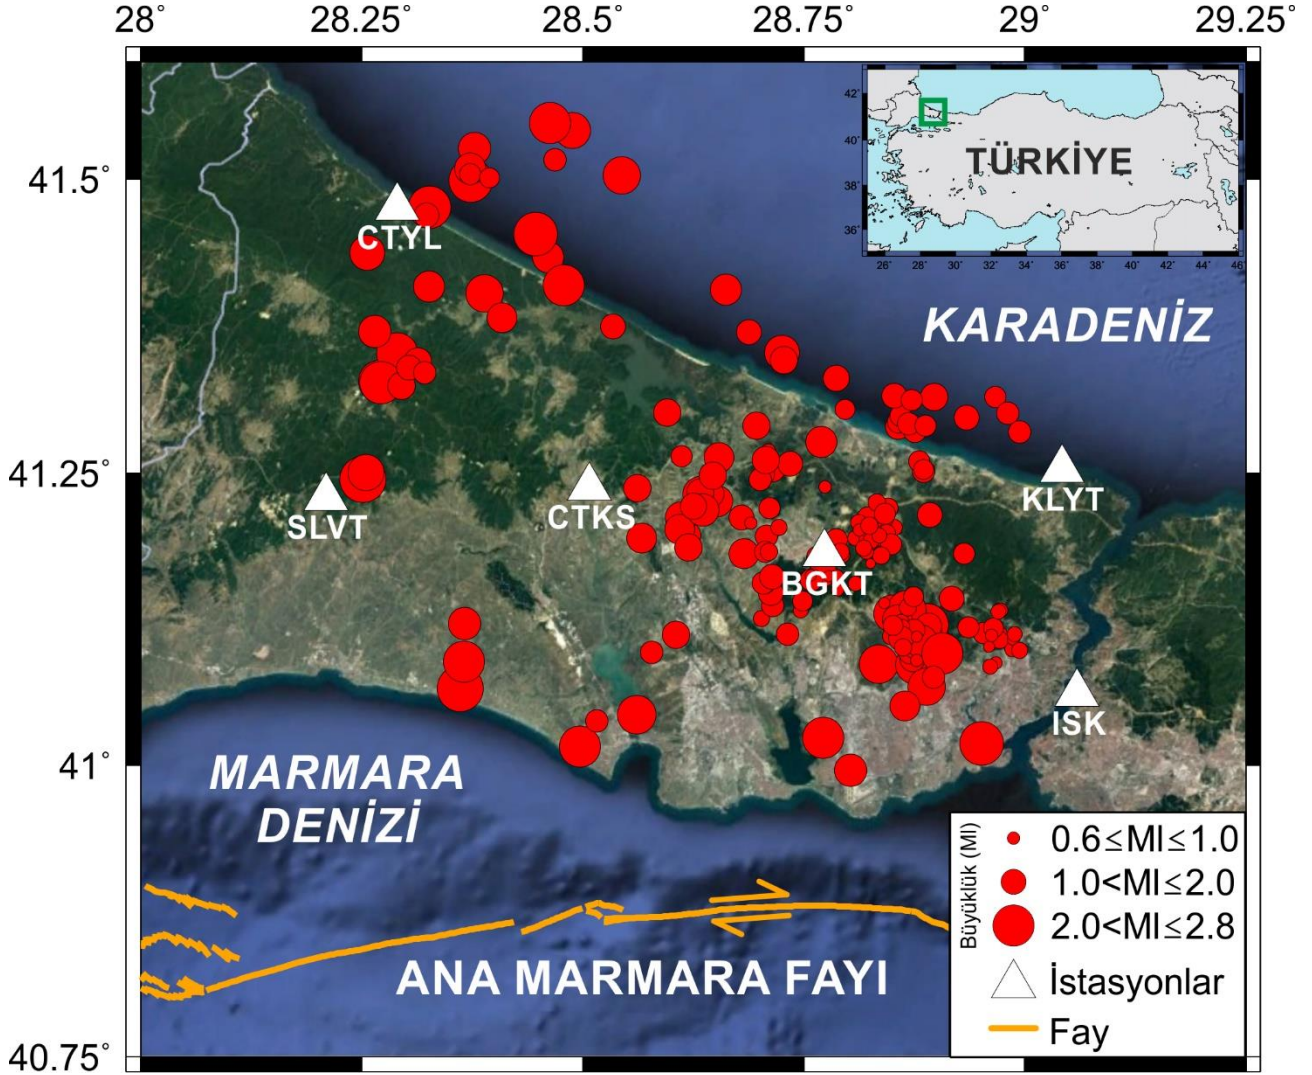 28° 28.25° 28.5° 28.75° 29° 29.25°
42°
40°
38°
36°
TÜRKİYE
26° 28° 30° 32° 34° 36° 38° 40° 42° 44° 46°
41.5°
CTYL
KARADENİZ
41.25°
SLVT
CTKS
KLYT
BGKT
ISK
41°
MARMARA
DENİZİ
Büyüklük (Ml)
0.6≤Ml≤1.0
1.0<Ml≤2.0
2.0<Ml≤2.8
İstasyonlar
Fay
ANA MARMARA FAYI
40.75°